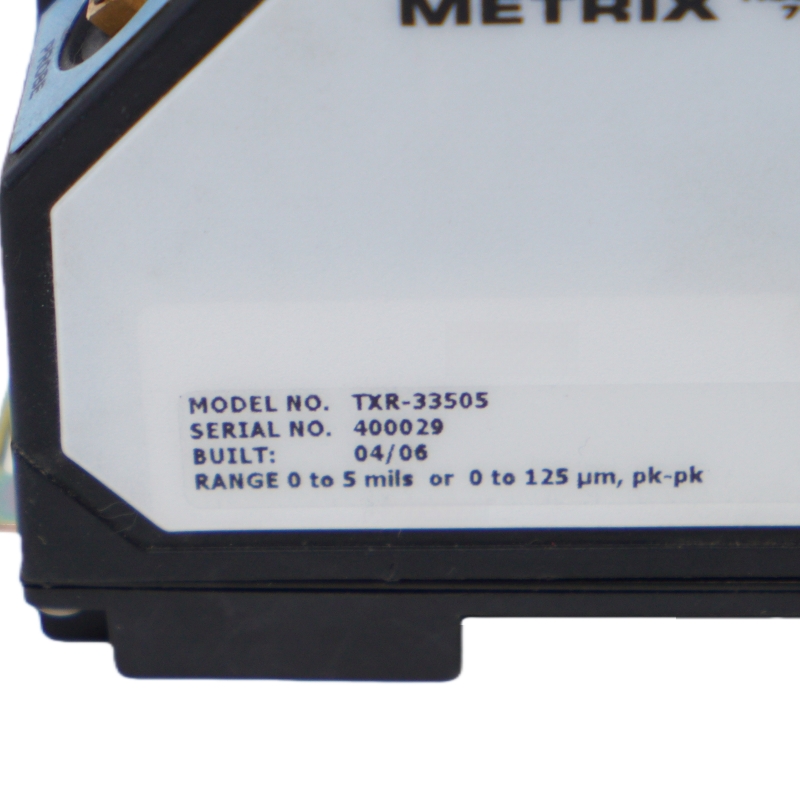 METRIX
MODEL NO. TXR-33505
SERIAL NO. 400029
BUILT: 04/06
RANGE 0 to 5 mils or 0 to 125 µm, pk-pk